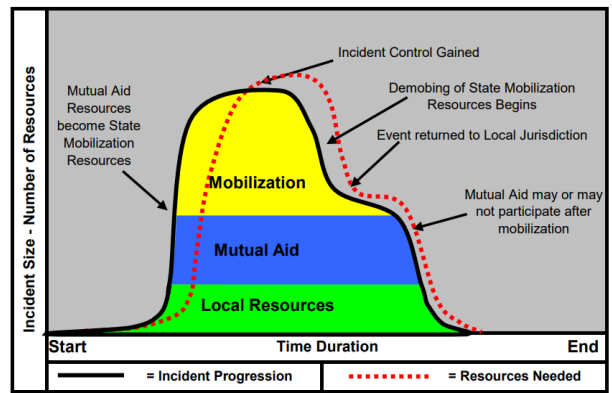 Incident Size - Number of Resources
Incident Control Gained
Mutual Aid
Resources
become State
Mobilization
Resources
Demobing of State Mobilization
Resources Begins
Event returned to Local Jurisdiction
Mutual Aid may or may
not participate after
mobilization
Mobilization
Mutual Aid
Local Resources
Start
Time Duration
End
= Incident Progression
= Resources Needed